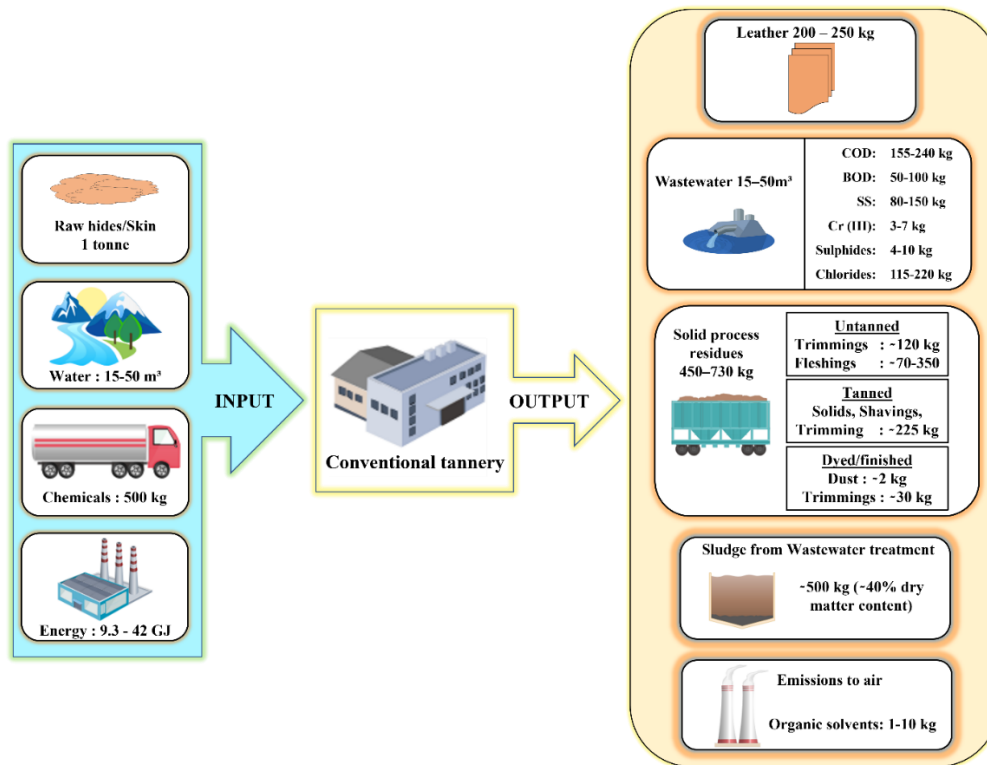 Raw hides/Skin
1 tonne
Water : 15-50 m³
Chemicals : 500 kg
Energy : 9.3 - 42 GJ
INPUT
Conventional tannery
OUTPUT
Leather 200 – 250 kg
Wastewater 15–50m³
COD: 155-240 kg
BOD: 50-100 kg
SS: 80-150 kg
Cr (III): 3-7 kg
Sulphides: 4-10 kg
Chlorides: 115-220 kg
Solid process
residues
450–730 kg
Untanned
Trimmings : ~120 kg
Fleshings : ~70-350
Tanned
Solids, Shavings,
Trimming : ~225 kg
Dyed/finished
Dust : ~2 kg
Trimmings : ~30 kg
Sludge from Wastewater treatment
~500 kg (~40% dry
matter content)
Emissions to air
Organic solvents: 1-10 kg